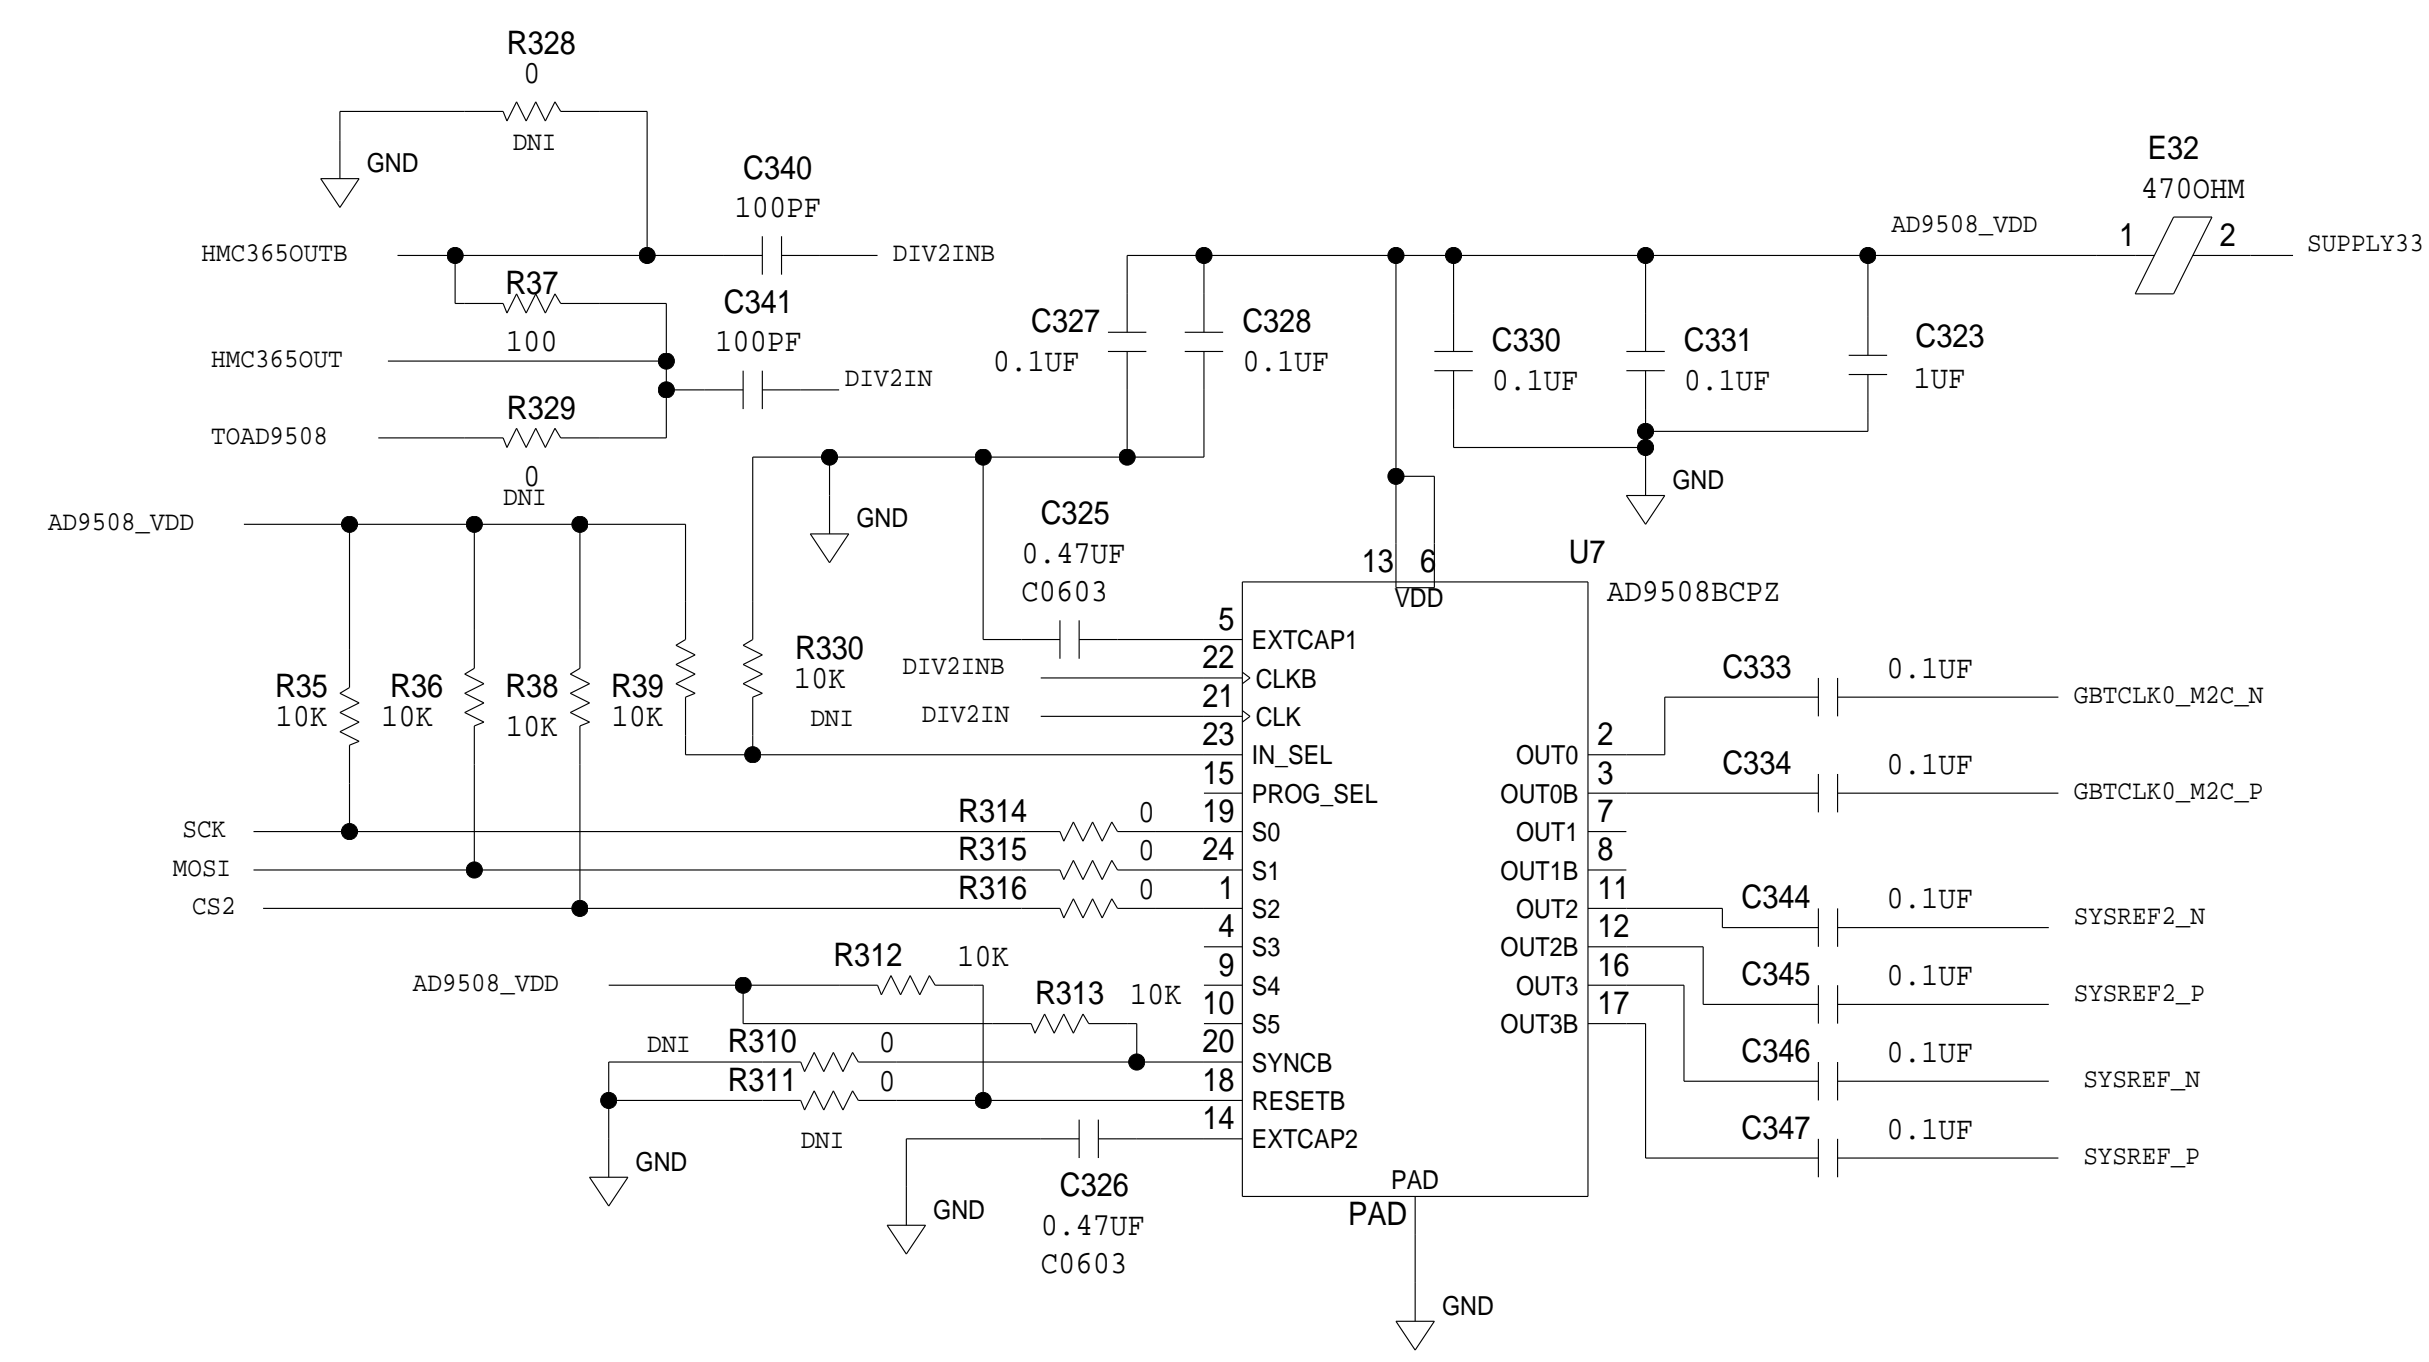 R328
0
DNI
GND
C340
100PF
HMC365OUTB
DIV2INB
R37
100
C341
100PF
HMC365OUT
DIV2IN
R329
TOAD9508
0
DNI
E32
470OHM
AD9508_VDD
1
2
SUPPLY33
C327
0.1UF
C328
0.1UF
C330
0.1UF
C331
0.1UF
C323
1UF
GND
GND
AD9508_VDD
C325
0.47UF
C0603
R35
10K
R36
10K
R38
10K
R39
10K
R330
10K
DNI
13
6
U7
VDD
AD9508BCPZ
5
EXTCAP1
DIV2INB
22
CLKB
DIV2IN
21
CLK
23
IN_SEL
15
PROG_SEL
SCK
R314
0
19
S0
MOSI
R315
0
24
S1
CS2
R316
0
1
S2
4
S3
9
S4
10
S5
20
SYNCB
18
RESETB
14
EXTCAP2
AD9508_VDD
R312
10K
R313
10K
DNI
R310
0
R311
0
DNI
GND
GND
C326
0.47UF
C0603
PAD
PAD
GND
OUT0
2
C333
0.1UF
GBTCLK0_M2C_N
OUT0B
3
C334
0.1UF
GBTCLK0_M2C_P
OUT1
7
OUT1B
8
OUT2
11
C344
0.1UF
SYSREF2_N
OUT2B
12
C345
0.1UF
SYSREF2_P
OUT3
16
C346
0.1UF
SYSREF_N
OUT3B
17
C347
0.1UF
SYSREF_P